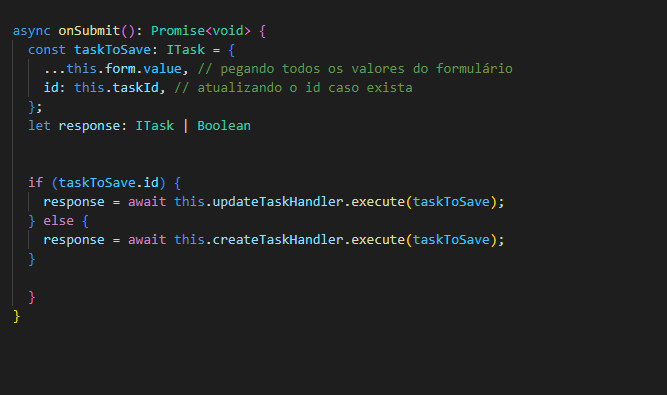 async onSubmit(): Promise<void> {
const taskToSave: ITask = {
...this.form.value, // pegando todos os valores do formulário
id: this.taskId, // atualizando o id caso exista
};
let response: ITask | Boolean
if (taskToSave.id) {
response = await this.updateTaskHandler.execute(taskToSave);
} else {
response = await this.createTaskHandler.execute(taskToSave);
}
}
}